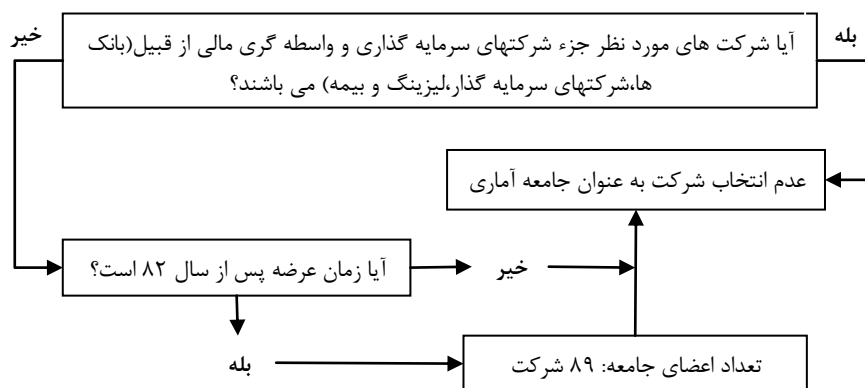 خیر
بله
آیا شرکت های مورد نظر جزء شرکتهای سرمایه گذاری و واسطه گری مالی از قبیل(بانک
ها،شرکتهای سرمایه گذار،لیزینگ و بیمه) می باشند؟
عدم انتخاب شرکت به عنوان جامعه آماری
آیا زمان عرضه پس از سال ۸۲ است؟
خیر
بله
تعداد اعضای جامعه: ۸۹ شرکت